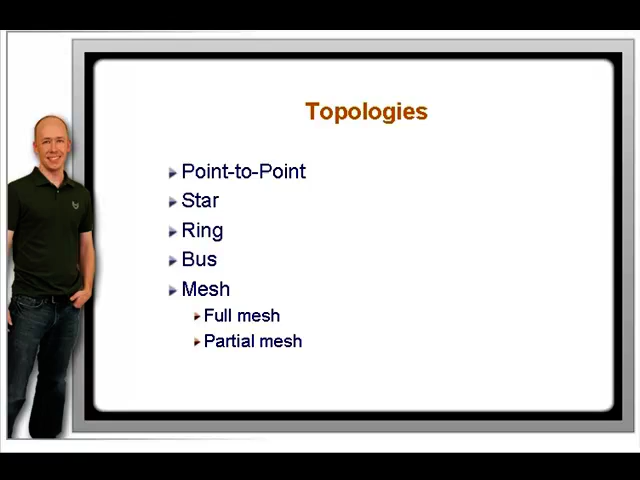 Topologies
Point-to-Point
Star
Ring
Bus
Mesh
Full mesh
Partial mesh